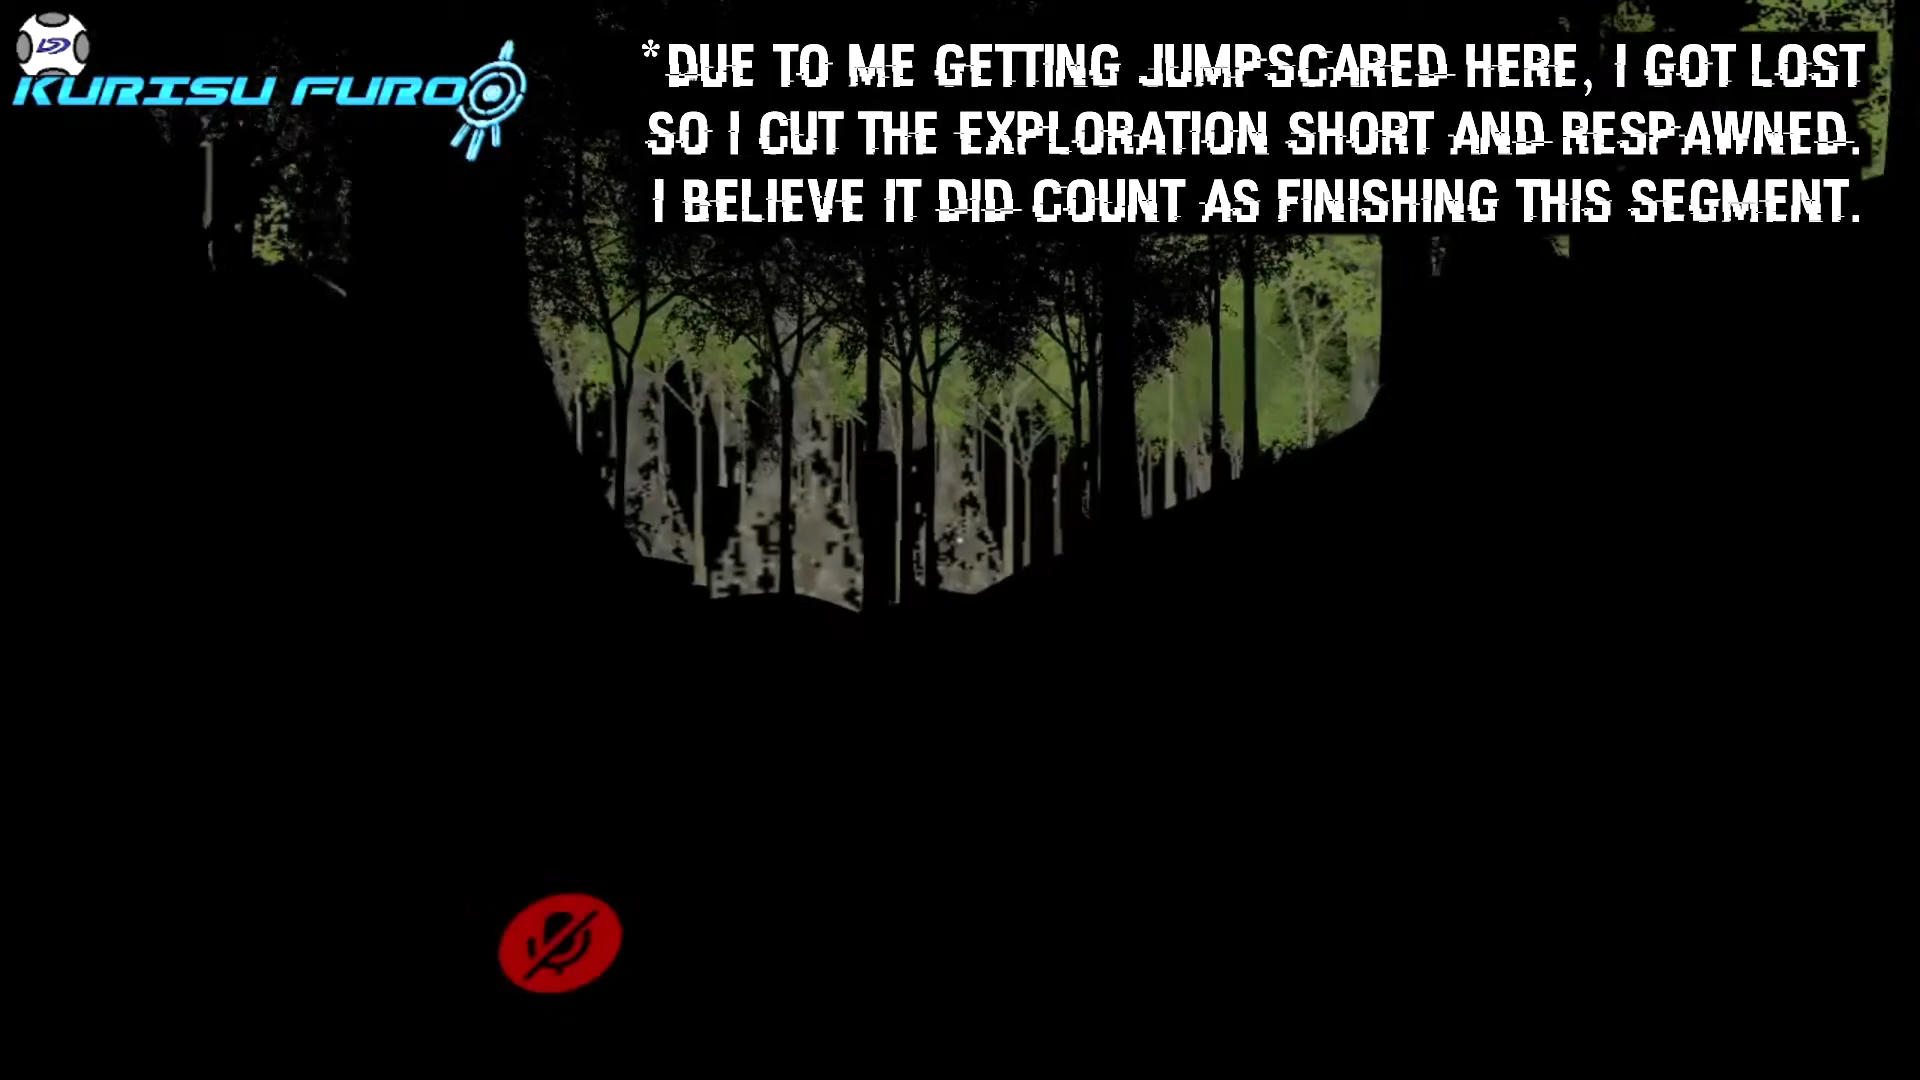 LSD
KURISU FURO
*DUE TO ME GETTING JUMPSCARED HERE, I GOT LOST
SO I CUT THE EXPLORATION SHORT AND RESPAWNED.
I BELIEVE IT DID COUNT AS FINISHING THIS SEGMENT.